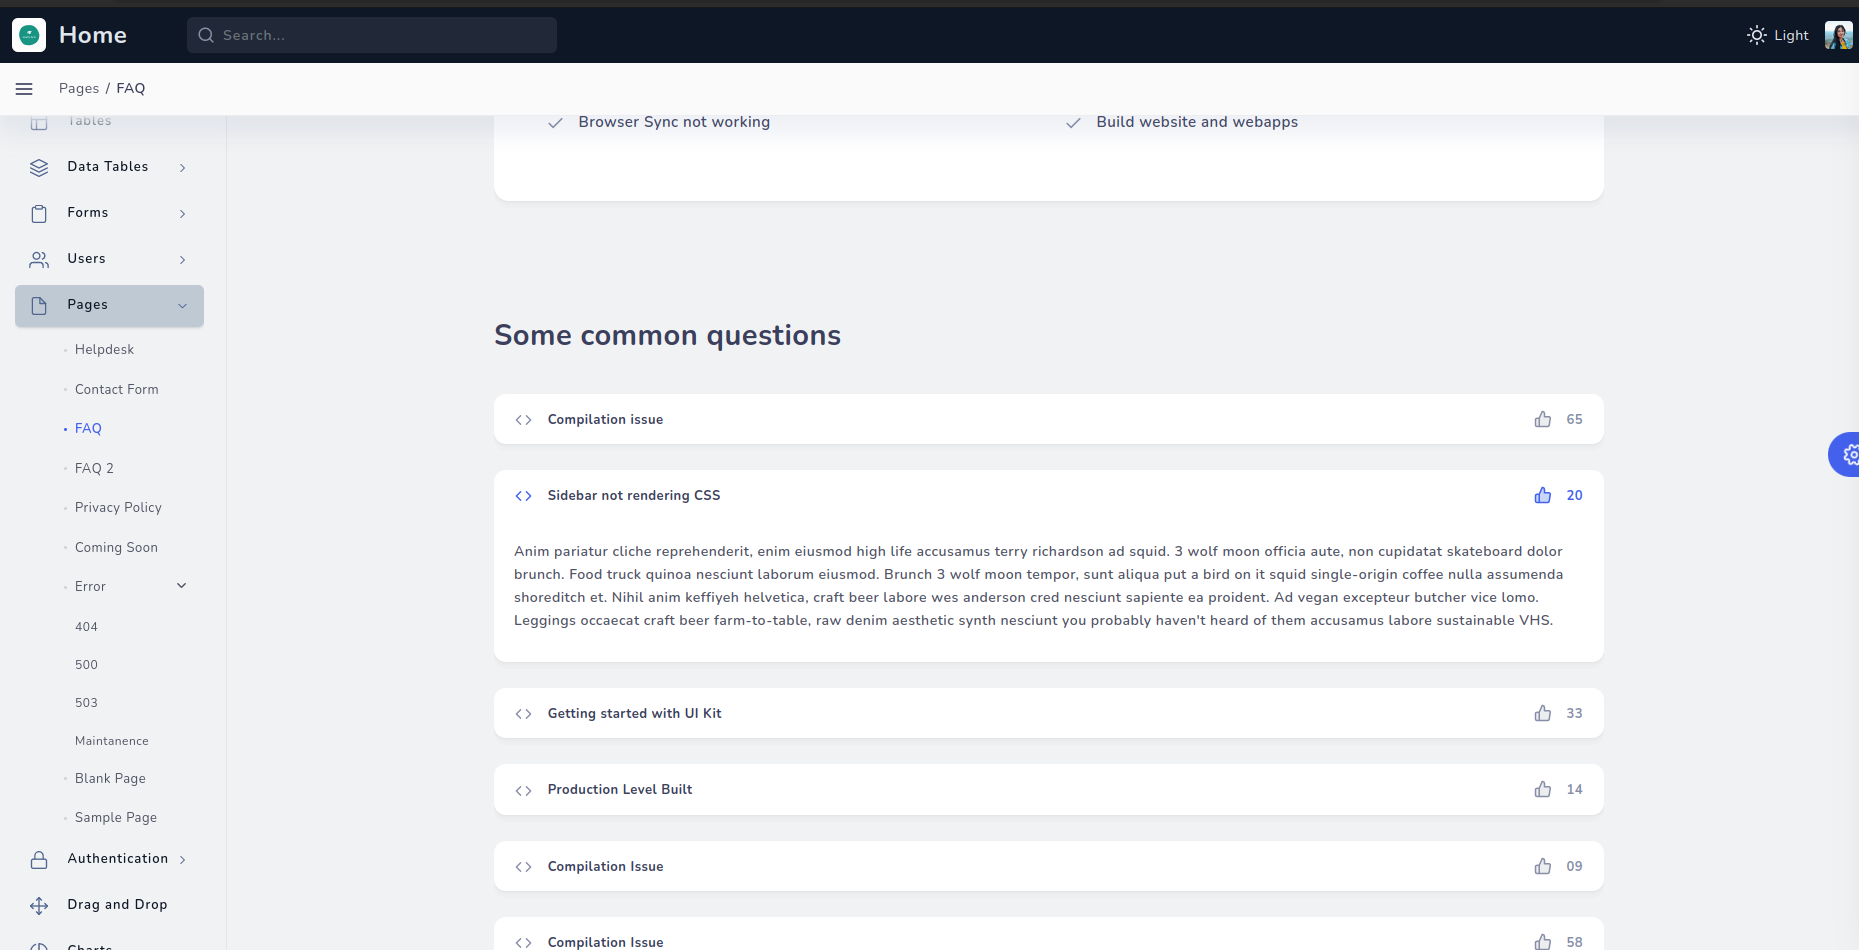 Home
Search...
Light
Pages / FAQ
Tables
Data Tables
Forms
Users
Pages
Helpdesk
Contact Form
FAQ
FAQ 2
Privacy Policy
Coming Soon
Error
404
500
503
Maintanence
Blank Page
Sample Page
Authentication
Drag and Drop
Charts
Browser Sync not working
Build website and webapps
Some common questions
Compilation issue 65
Sidebar not rendering CSS 20
Anim pariatur cliche reprehenderit, enim eiusmod high life accusamus terry richardson ad squid. 3 wolf moon officia aute, non cupidatat skateboard dolor
brunch. Food truck quinoa nesciunt laborum eiusmod. Brunch 3 wolf moon tempor, sunt aliqua put a bird on it squid single-origin coffee nulla assumenda
shoreditch et. Nihil anim keffiyeh helvetica, craft beer labore wes anderson cred nesciunt sapiente ea proident. Ad vegan excepteur butcher vice lomo.
Leggings occaecat craft beer farm-to-table, raw denim aesthetic synth nesciunt you probably haven't heard of them accusamus labore sustainable VHS.
Getting started with UI Kit 33
Production Level Built 14
Compilation Issue 09
Compilation Issue 58